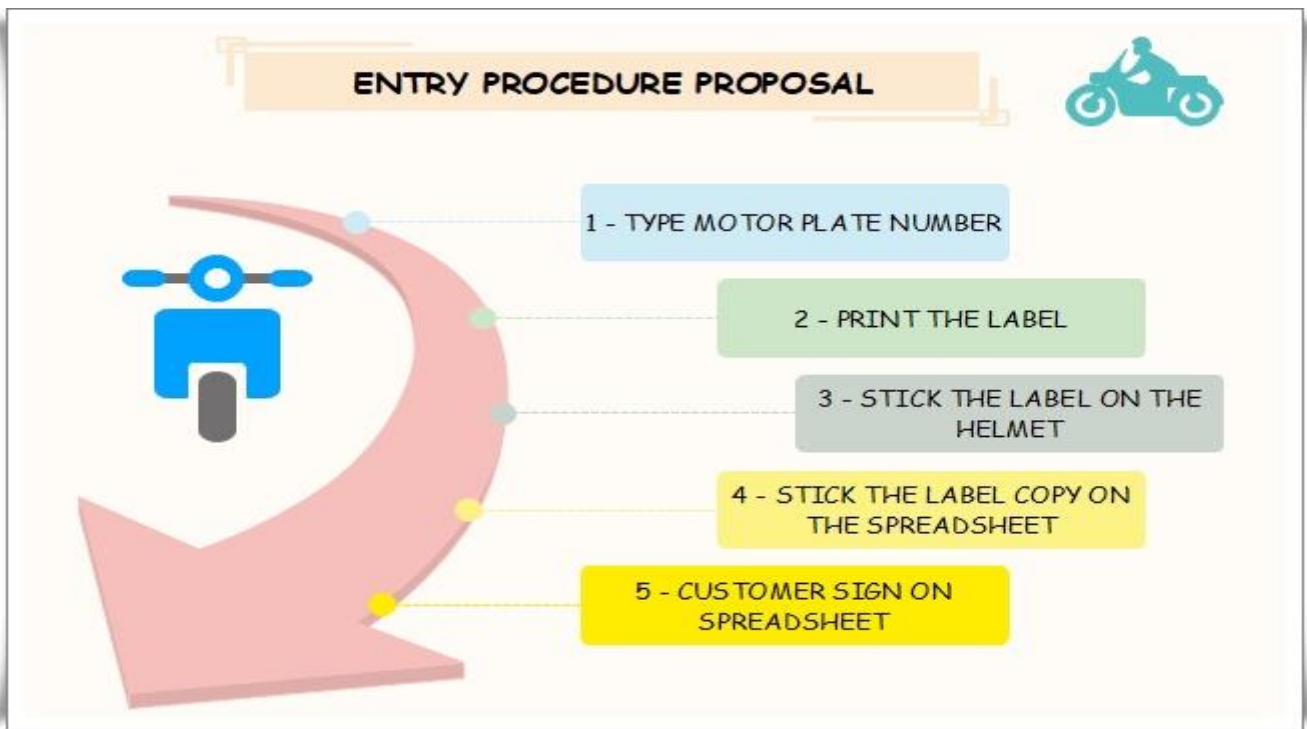 ENTRY PROCEDURE PROPOSAL
1 - TYPE MOTOR PLATE NUMBER
2 - PRINT THE LABEL
3 - STICK THE LABEL ON THE
HELMET
4 - STICK THE LABEL COPY ON
THE SPREADSHEET
5 - CUSTOMER SIGN ON
SPREADSHEET